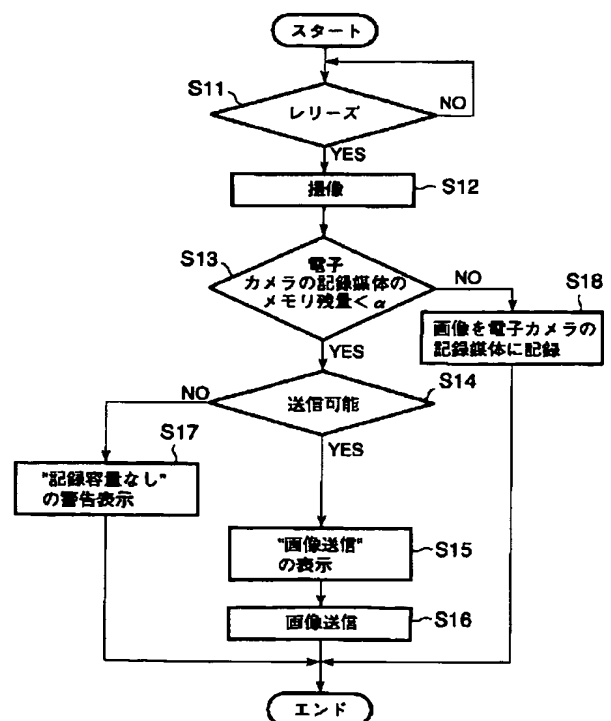 スタート
S11
レリーズ
NO
YES
撮像
S12
S13
電子
カメラの記録媒体の
メモリ残量<α
NO
S18
画像を電子カメラの
記録媒体に記録
YES
NO
S14
送信可能
S17
YES
"記録容量なし"
の警告表示
"画像送信"
の表示
S15
画像送信
S16
エンド